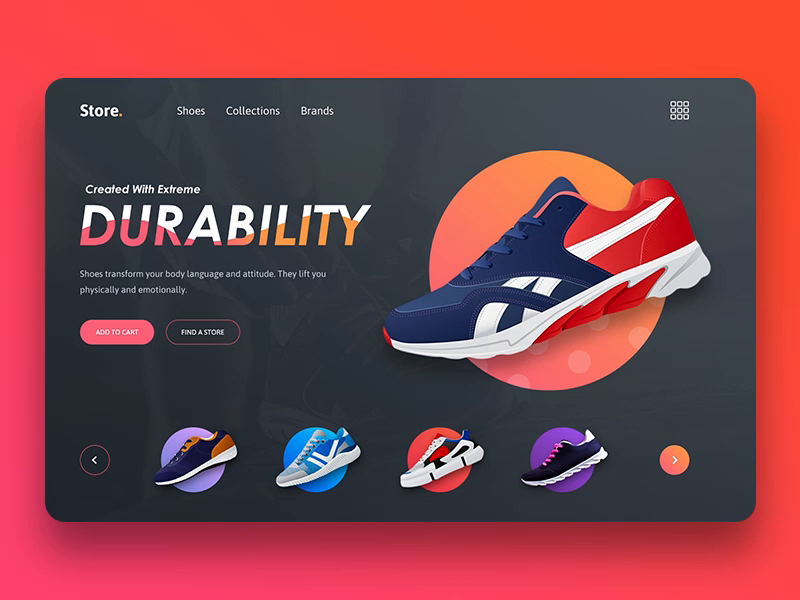 Store.
Shoes Collections Brands
Created With Extreme
DURABILITY
Shoes transform your body language and attitude. They lift you
physically and emotionally.
ADD TO CART FIND A STORE